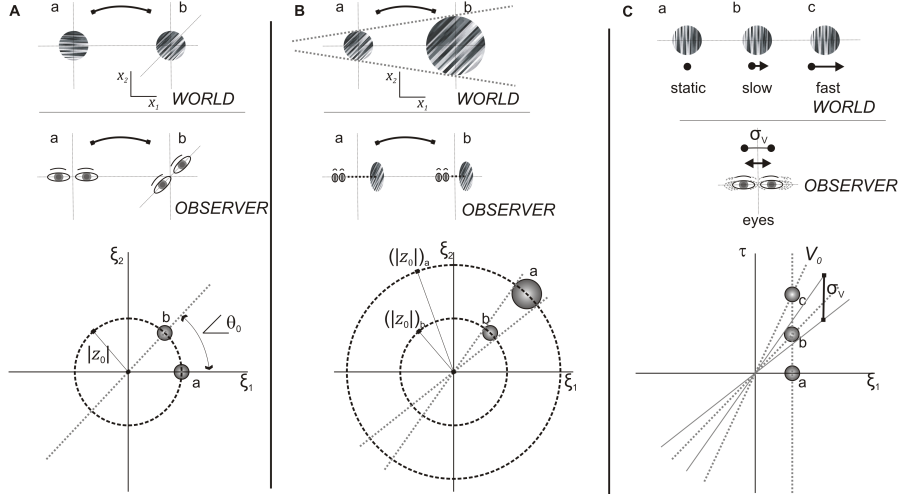 A
a
b
x₂
x₁
WORLD
a
b
OBSERVER
ξ₂
b
θ₀
|z₀|
a
ξ₁
B
a
b
x₂
x₁
WORLD
a
b
OBSERVER
ξ₂
(|z₀|)ₐ
a
(|z₀|)b
b
ξ₁
C
a
b
c
static
slow
fast
WORLD
σᵥ
OBSERVER
eyes
τ
V₀
c
σᵥ
b
a
ξ₁